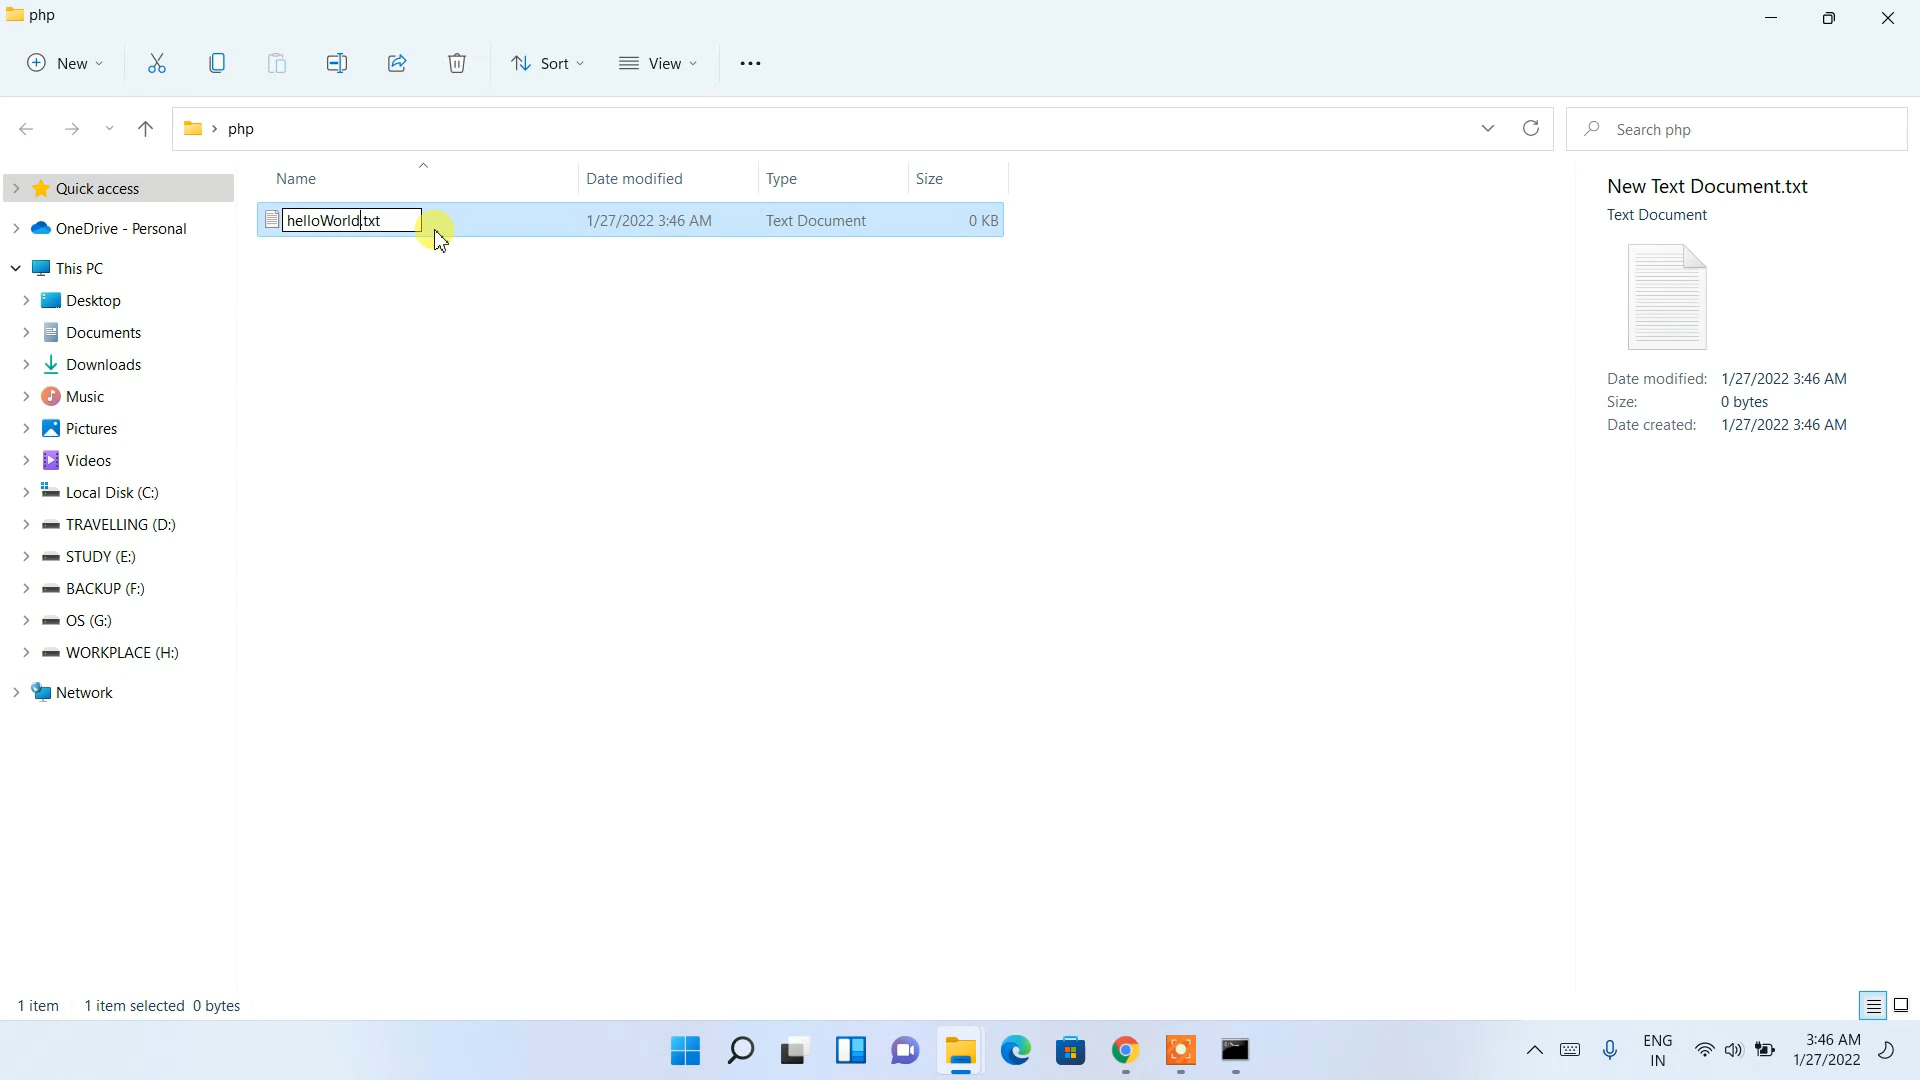 php
New
Sort
View
php
Search php
Name
Date modified
Type
Size
helloWorld.txt
1/27/2022 3:46 AM
Text Document
0 KB
Quick access
OneDrive - Personal
This PC
Desktop
Documents
Downloads
Music
Pictures
Videos
Local Disk (C:)
TRAVELLING (D:)
STUDY (E:)
BACKUP (F:)
OS (G:)
WORKPLACE (H:)
Network
New Text Document.txt
Text Document
Date modified: 1/27/2022 3:46 AM
Size: 0 bytes
Date created: 1/27/2022 3:46 AM
1 item
1 item selected 0 bytes
ENG
IN
3:46 AM
1/27/2022